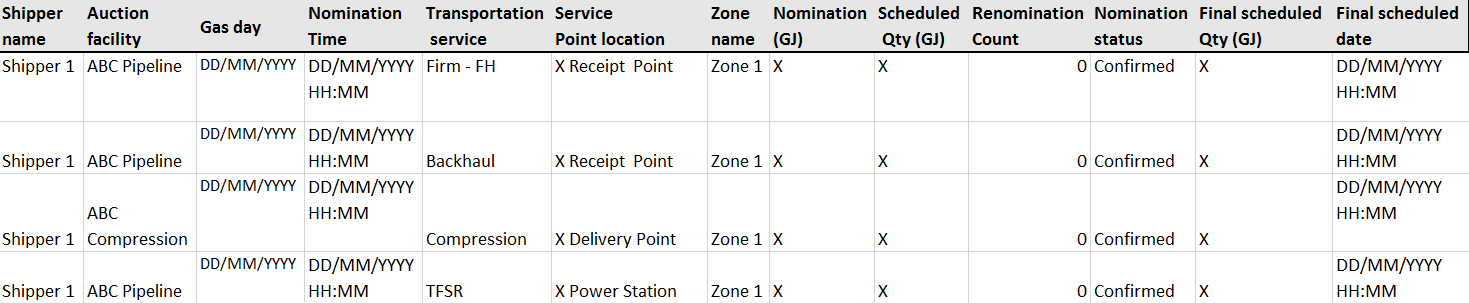 Shipper name | Auction facility | Gas day | Nomination Time | Transportation service | Service Point location | Zone name | Nomination (GJ) | Scheduled Qty (GJ) | Renomination Count | Nomination status | Final scheduled Qty (GJ) | Final scheduled date
Shipper 1 | ABC Pipeline | DD/MM/YYYY | DD/MM/YYYY HH:MM | Firm - FH | X Receipt Point | Zone 1 | X | X | 0 | Confirmed | X | DD/MM/YYYY HH:MM
Shipper 1 | ABC Pipeline | DD/MM/YYYY | DD/MM/YYYY HH:MM | Backhaul | X Receipt Point | Zone 1 | X | X | 0 | Confirmed | X | DD/MM/YYYY HH:MM
Shipper 1 | ABC Compression | DD/MM/YYYY | DD/MM/YYYY HH:MM | Compression | X Delivery Point | Zone 1 | X | X | 0 | Confirmed | X | DD/MM/YYYY HH:MM
Shipper 1 | ABC Pipeline | DD/MM/YYYY | DD/MM/YYYY HH:MM | TFSR | X Power Station | Zone 1 | X | X | 0 | Confirmed | X | DD/MM/YYYY HH:MM